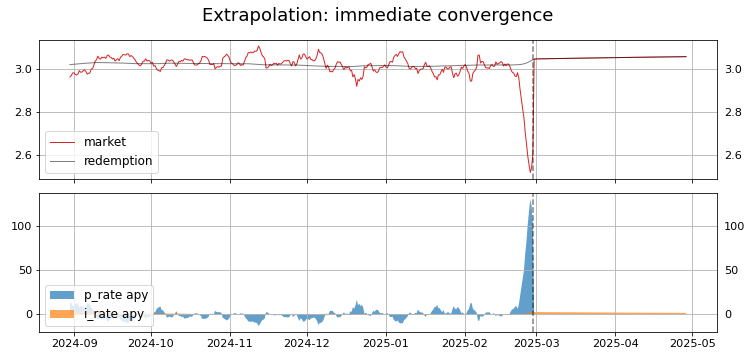 Extrapolation: immediate convergence
3.0 3.0
2.8 2.8
2.6 2.6
market
redemption
100 100
50 50
0 0
p_rate apy
i_rate apy
2024-09 2024-10 2024-11 2024-12 2025-01 2025-02 2025-03 2025-04 2025-05